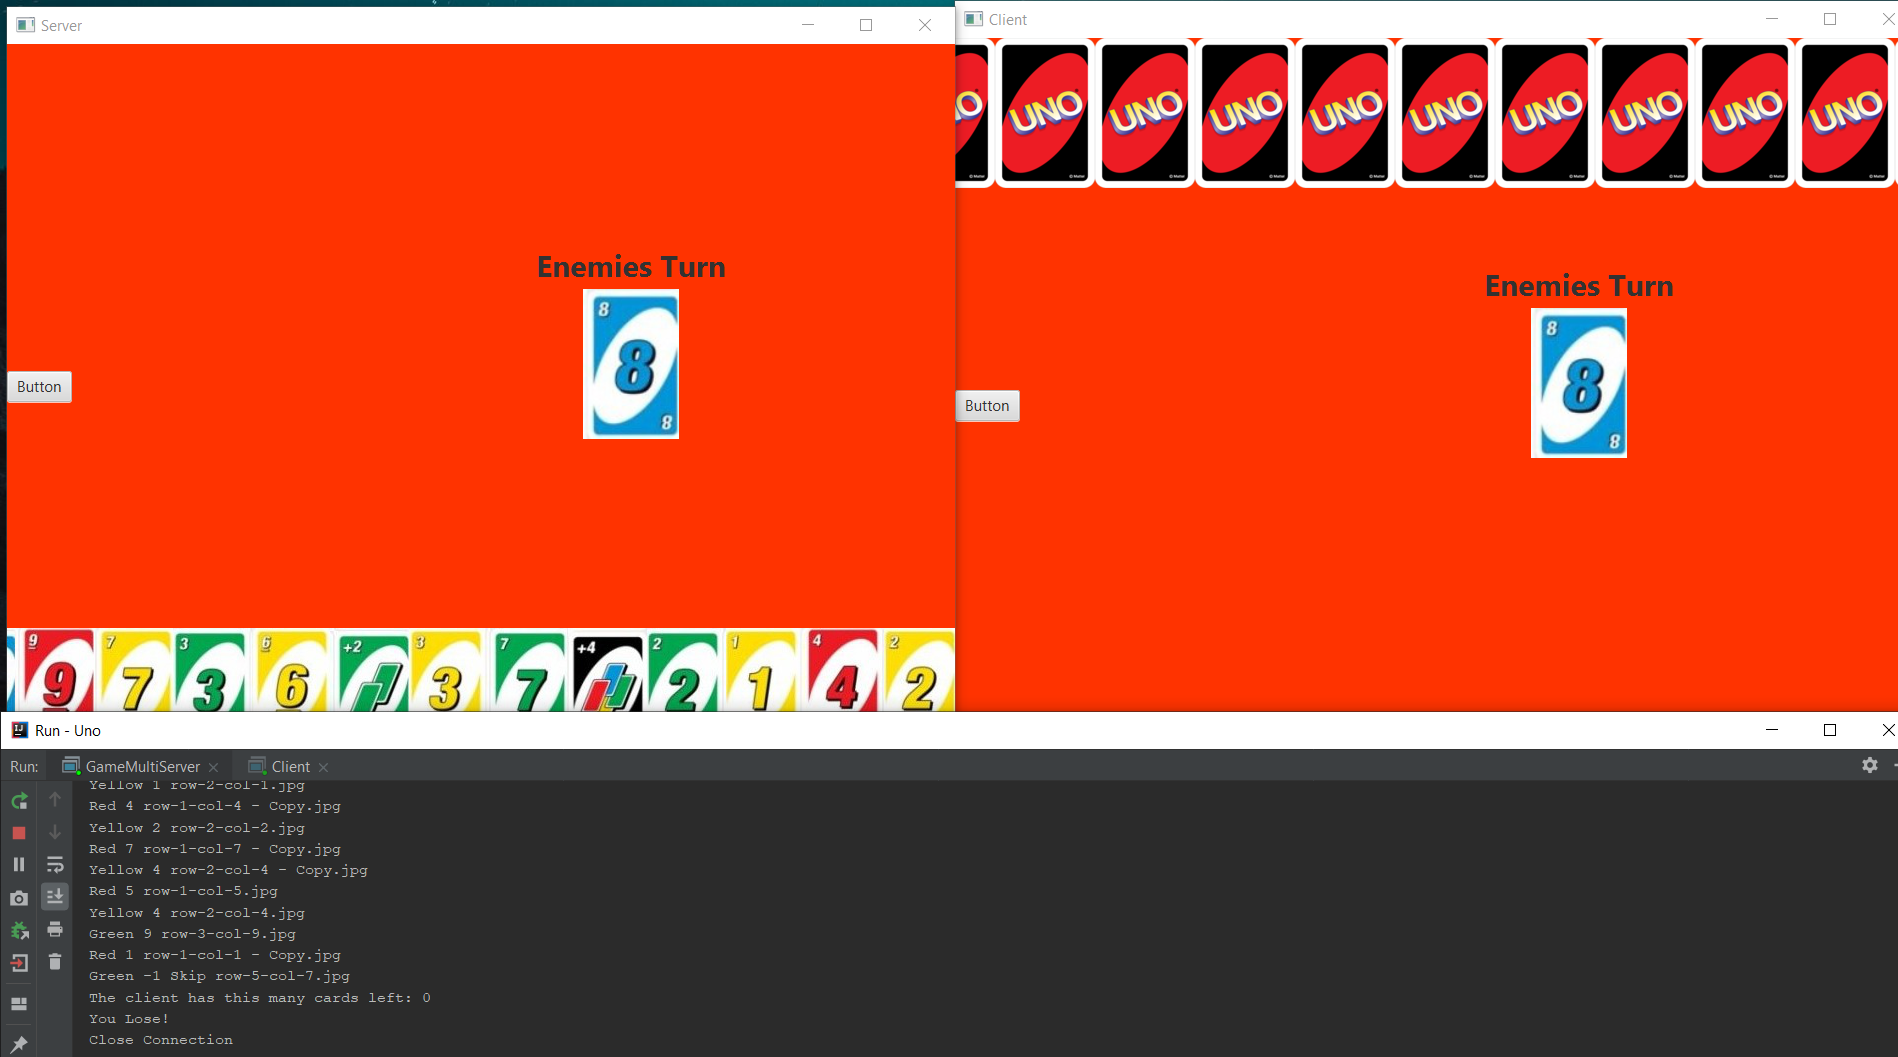 Server
Client
UNO UNO UNO UNO UNO UNO UNO UNO UNO
Enemies Turn
8
8
8
Button
Enemies Turn
8
8
8
Button
9 7 3 6 +2 3 7 +4 2 1 4 2
9 7 3 6 3 7 2 1 4 2
Run - Uno
Run: GameMultiServer Client
Yellow 1 row-2-col-1.jpg
Red 4 row-1-col-4 - Copy.jpg
Yellow 2 row-2-col-2.jpg
Red 7 row-1-col-7 - Copy.jpg
Yellow 4 row-2-col-4 - Copy.jpg
Red 5 row-1-col-5.jpg
Yellow 4 row-2-col-4.jpg
Green 9 row-3-col-9.jpg
Red 1 row-1-col-1 - Copy.jpg
Green -1 Skip row-5-col-7.jpg
The client has this many cards left: 0
You Lose!
Close Connection